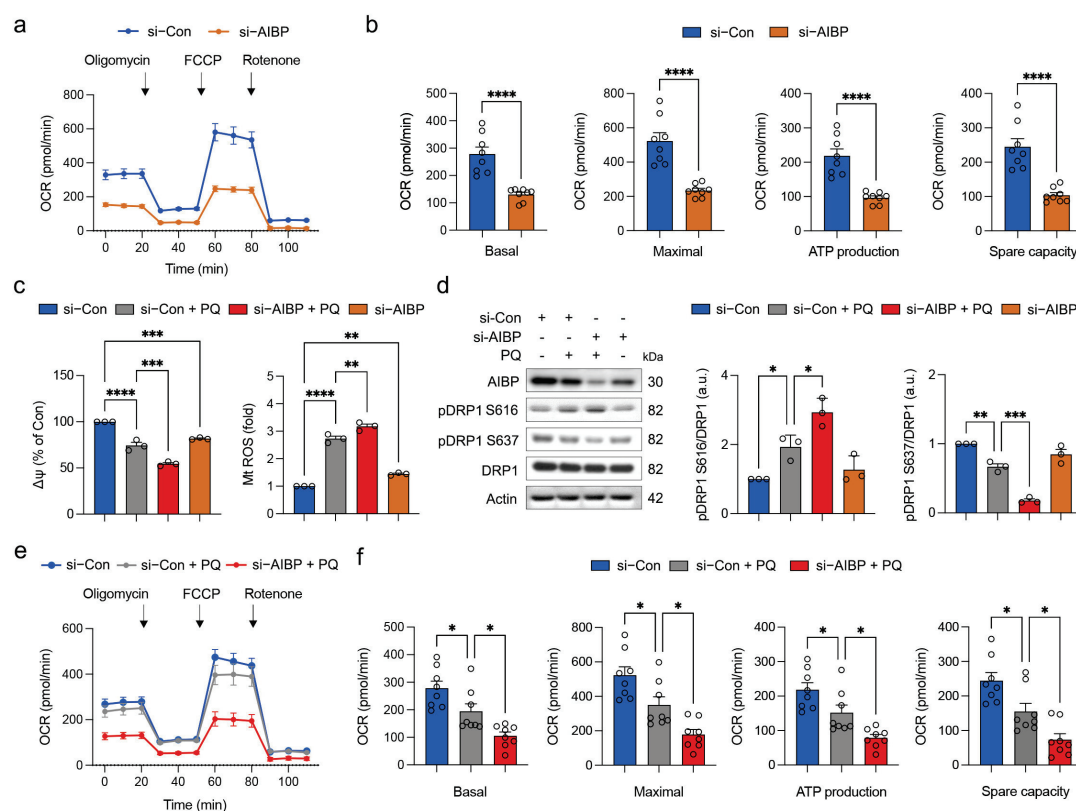 a
si-Con si-AIBP
Oligomycin FCCP Rotenone
OCR (pmol/min)
800
600
400
200
0
0 20 40 60 80 100
Time (min)
b
si-Con si-AIBP
OCR (pmol/min)
500
400
300
200
100
0
****
Basal
OCR (pmol/min)
800
600
400
200
0
****
Maximal
OCR (pmol/min)
400
300
200
100
0
****
ATP production
OCR (pmol/min)
500
400
300
200
100
0
****
Spare capacity
c
si-Con si-Con + PQ si-AIBP + PQ si-AIBP
Δψ (% of Con)
150
100
50
0
***
***
****
Mt ROS (fold)
5
4
3
2
1
0
**
**
****
d
si-Con + + - -
si-AIBP - - + +
PQ - + + - kDa
AIBP 30
pDRP1 S616 82
pDRP1 S637 82
DRP1 82
Actin 42
si-Con si-Con + PQ si-AIBP + PQ si-AIBP
pDRP1 S616/DRP1 (a.u.)
4
2
0
* *
pDRP1 S637/DRP1 (a.u.)
2
1
0
** ***
e
si-Con si-Con + PQ si-AIBP + PQ
Oligomycin FCCP Rotenone
OCR (pmol/min)
600
400
200
0
0 20 40 60 80 100
Time (min)
f
si-Con si-Con + PQ si-AIBP + PQ
OCR (pmol/min)
500
400
300
200
100
0
* *
Basal
OCR (pmol/min)
800
600
400
200
0
* *
Maximal
OCR (pmol/min)
400
300
200
100
0
* *
ATP production
OCR (pmol/min)
500
400
300
200
100
0
* *
Spare capacity